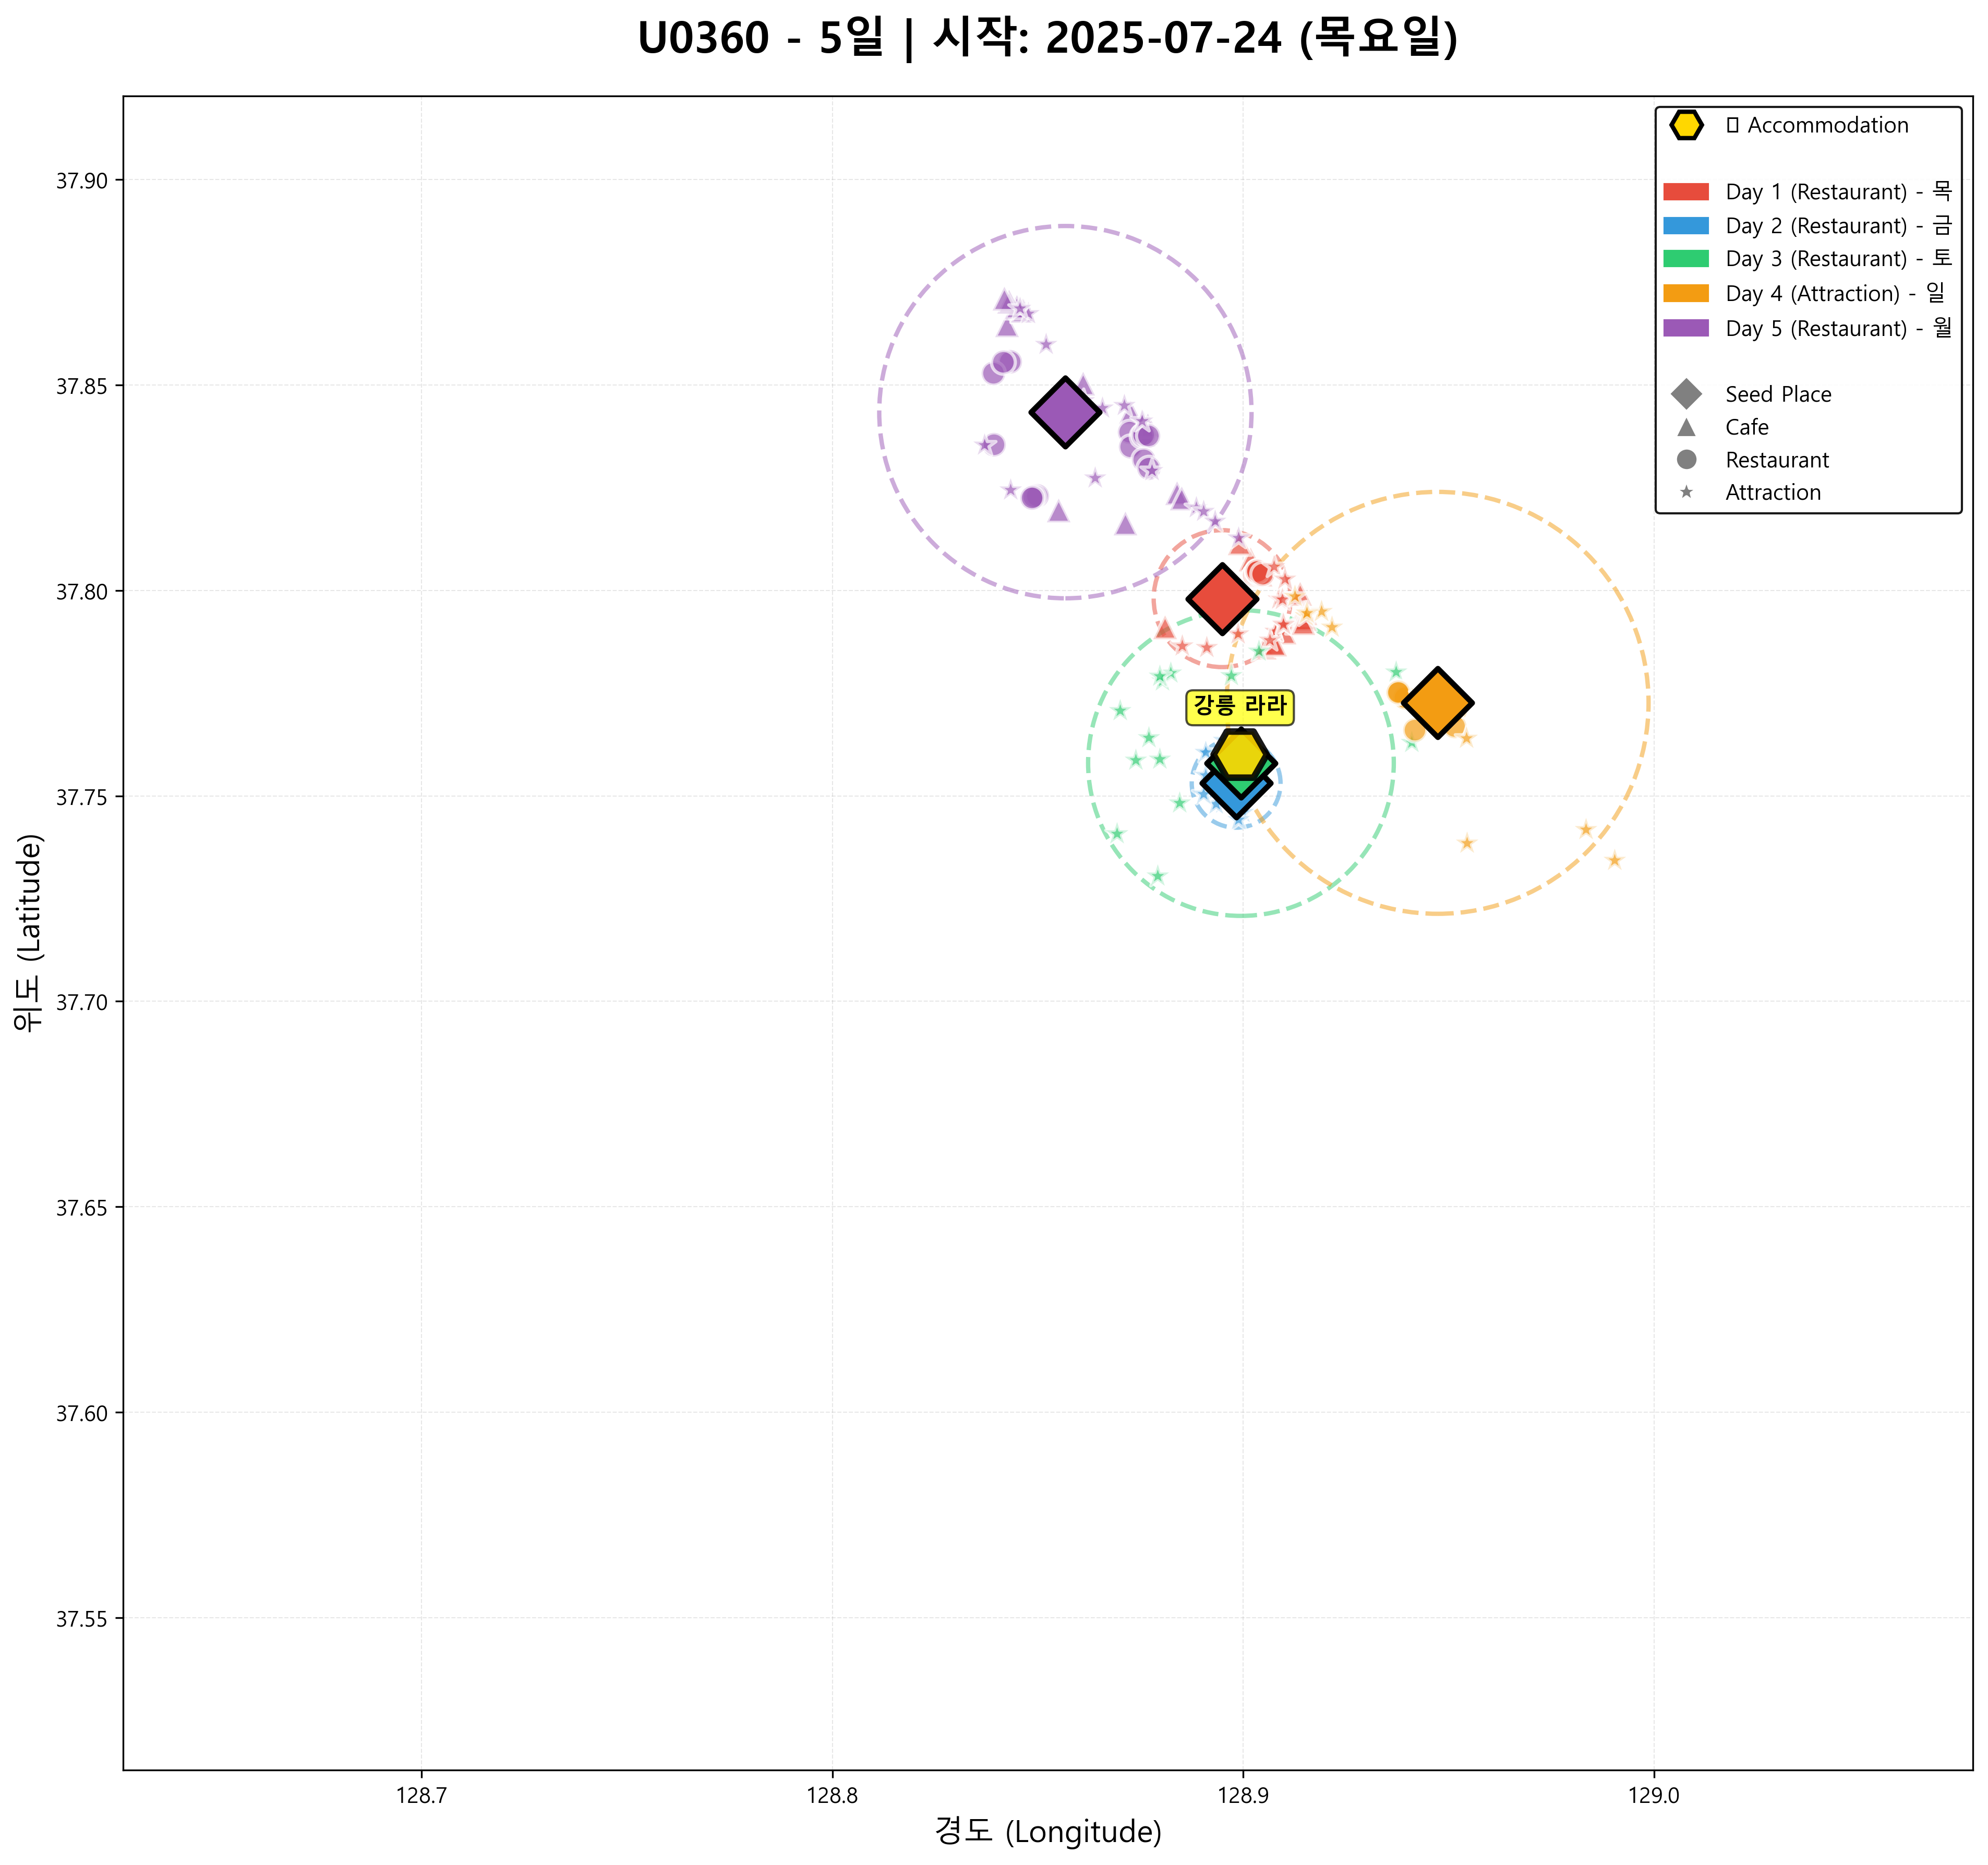 U0360 - 5일 | 시작: 2025-07-24 (목요일)
▯ Accommodation
Day 1 (Restaurant) - 목
Day 2 (Restaurant) - 금
Day 3 (Restaurant) - 토
Day 4 (Attraction) - 일
Day 5 (Restaurant) - 월
Seed Place
Cafe
Restaurant
Attraction
강릉 라라
위도 (Latitude)
37.90
37.85
37.80
37.75
37.70
37.65
37.60
37.55
128.7
128.8
128.9
129.0
경도 (Longitude)